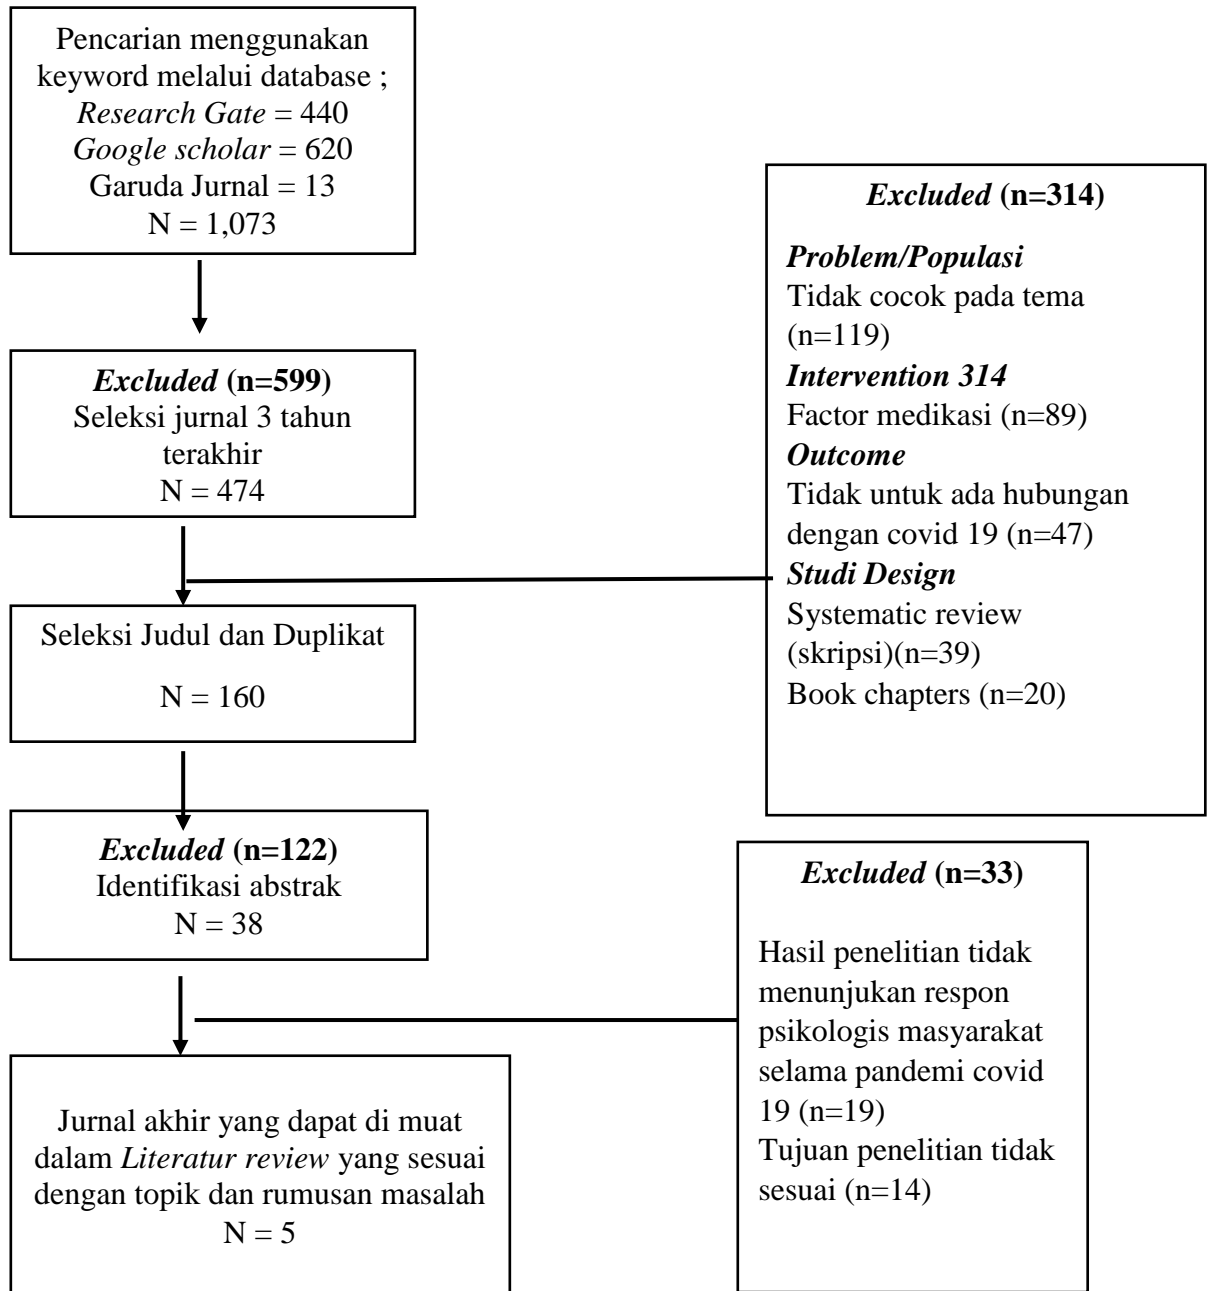 Pencarian menggunakan
keyword melalui database ;
Research Gate = 440
Google scholar = 620
Garuda Jurnal = 13
N = 1,073
Excluded (n=599)
Seleksi jurnal 3 tahun
terakhir
N = 474
Excluded (n=314)
Problem/Populasi
Tidak cocok pada tema
(n=119)
Intervention 314
Factor medikasi (n=89)
Outcome
Tidak untuk ada hubungan
dengan covid 19 (n=47)
Studi Design
Systematic review
(skripsi)(n=39)
Book chapters (n=20)
Seleksi Judul dan Duplikat
N = 160
Excluded (n=122)
Identifikasi abstrak
N = 38
Excluded (n=33)
Hasil penelitian tidak
menunjukan respon
psikologis masyarakat
selama pandemi covid
19 (n=19)
Tujuan penelitian tidak
sesuai (n=14)
Jurnal akhir yang dapat di muat
dalam Literatur review yang sesuai
dengan topik dan rumusan masalah
N = 5